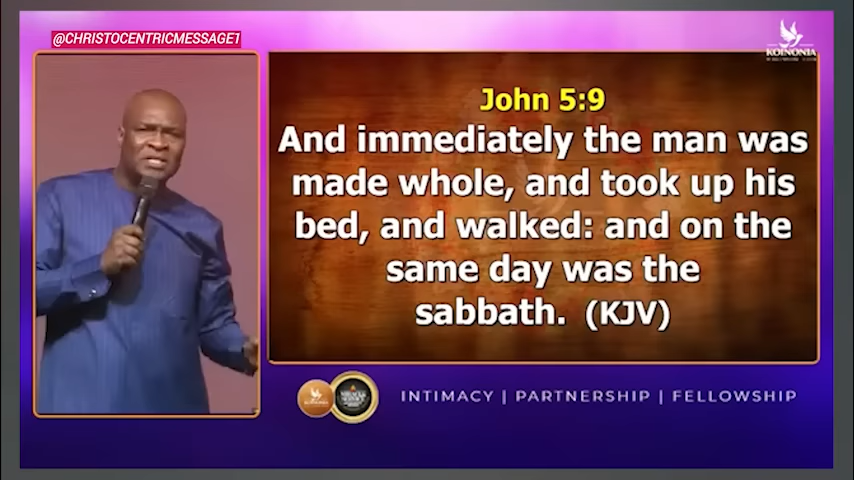 @CHRISTOCENTRICMESSAGE1
KOINONIA
John 5:9
And immediately the man was
made whole, and took up his
bed, and walked: and on the
same day was the
sabbath. (KJV)
KOINONIA
INTIMACY | PARTNERSHIP | FELLOWSHIP